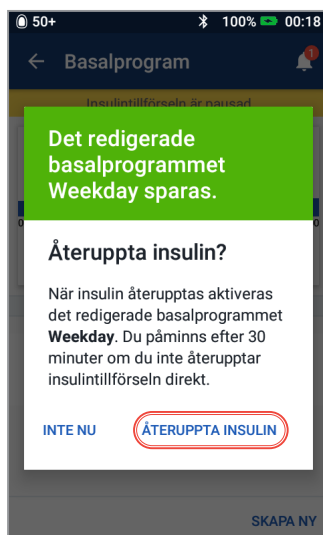 50+ 100% 00:18
Basalprogram 1
Insulintillförseln är pausad
Det redigerade
basalprogrammet
Weekday sparas.
Återuppta insulin?
När insulin återupptas aktiveras
det redigerade basalprogrammet
Weekday. Du påminns efter 30
minuter om du inte återupptar
insulintillförseln direkt.
INTE NU ÅTERUPPTA INSULIN
SKAPA NY